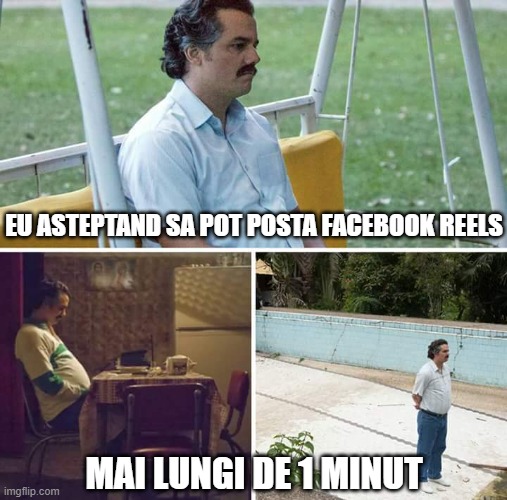 EU ASTEPTAND SA POT POSTA FACEBOOK REELS
MAI LUNGI DE 1 MINUT
imgflip.com